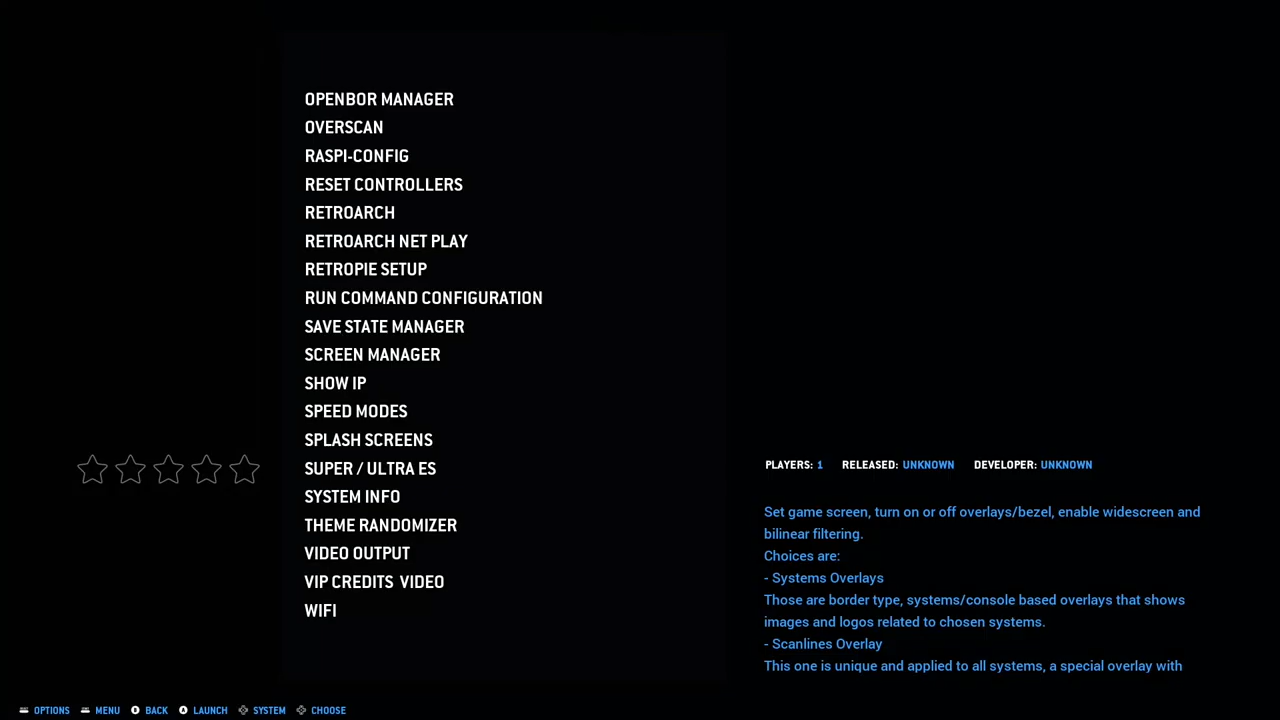 OPENBOR MANAGER
OVERSCAN
RASPI-CONFIG
RESET CONTROLLERS
RETROARCH
RETROARCH NET PLAY
RETROPIE SETUP
RUN COMMAND CONFIGURATION
SAVE STATE MANAGER
SCREEN MANAGER
SHOW IP
SPEED MODES
SPLASH SCREENS
SUPER / ULTRA ES
SYSTEM INFO
THEME RANDOMIZER
VIDEO OUTPUT
VIP CREDITS VIDEO
WIFI
PLAYERS: 1 RELEASED: UNKNOWN DEVELOPER: UNKNOWN
Set game screen, turn on or off overlays/bezel, enable widescreen and
bilinear filtering.
Choices are:
- Systems Overlays
Those are border type, systems/console based overlays that shows
images and logos related to chosen systems.
- Scanlines Overlay
This one is unique and applied to all systems, a special overlay with
OPTIONS MENU B BACK A LAUNCH SYSTEM CHOOSE